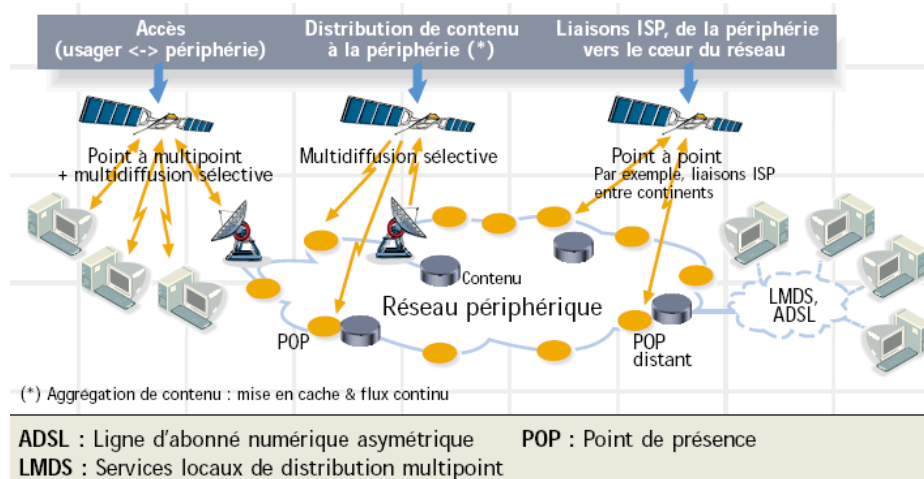 Accès
(usager <-> périphérie)
Distribution de contenu
à la périphérie (*)
Liaisons ISP, de la périphérie
vers le cœur du réseau
Point à multipoint
+ multidiffusion sélective
Multidiffusion sélective
Point à point
Par exemple, liaisons ISP
entre continents
Contenu
Réseau périphérique
LMDS,
ADSL
POP
POP
distant
(*) Aggrégation de contenu : mise en cache & flux continu
ADSL : Ligne d'abonné numérique asymétrique
POP : Point de présence
LMDS : Services locaux de distribution multipoint